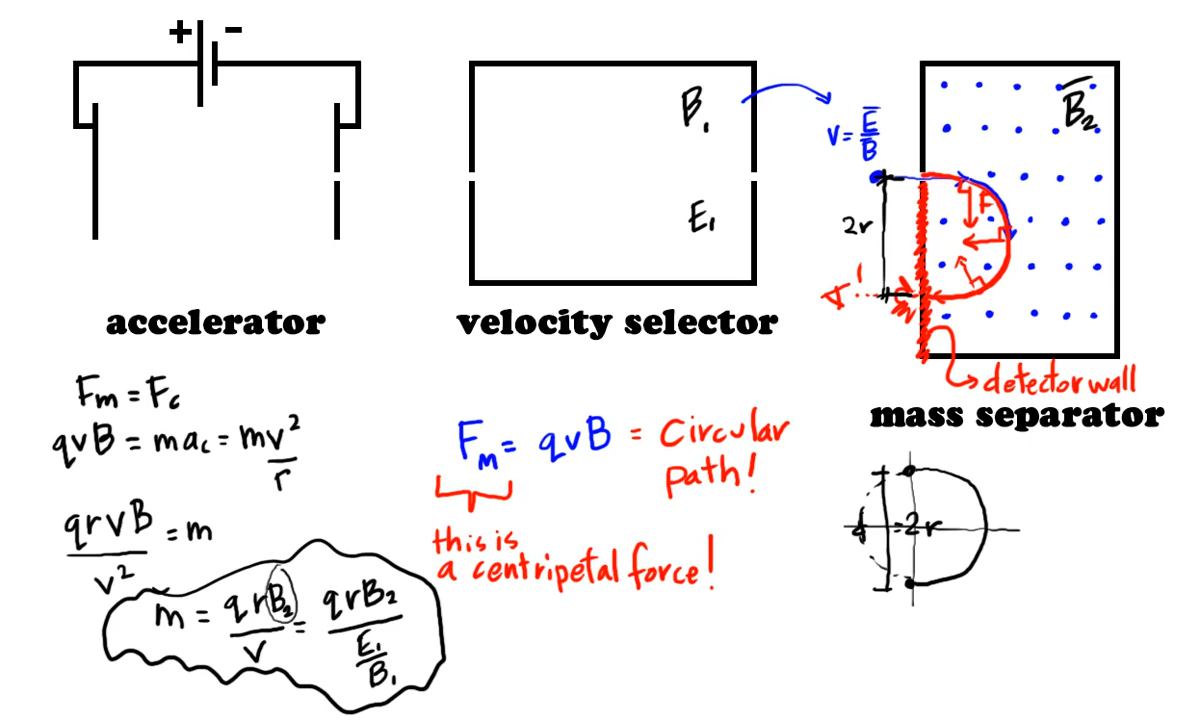 + -
B₁
E₁
v = E̅/B
B̅₂
F
2r
accelerator
velocity selector
detector wall
mass separator
Fm = Fc
qvB = mac = mv²/r
qrvB/v² = m
m = qrB₂/v = qrB₂/(E₁/B₁)
Fm = qvB = Circular
path!
this is
a centripetal force!
d = 2r